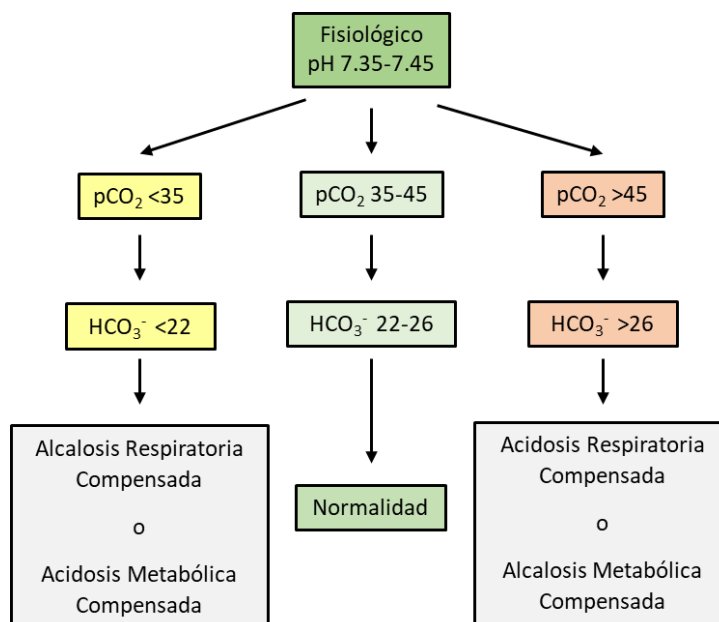 Fisiológico
pH 7.35-7.45
pCO₂ <35
pCO₂ 35-45
pCO₂ >45
HCO₃⁻ <22
HCO₃⁻ 22-26
HCO₃⁻ >26
Alcalosis Respiratoria
Compensada
o
Acidosis Metabólica
Compensada
Normalidad
Acidosis Respiratoria
Compensada
o
Alcalosis Metabólica
Compensada